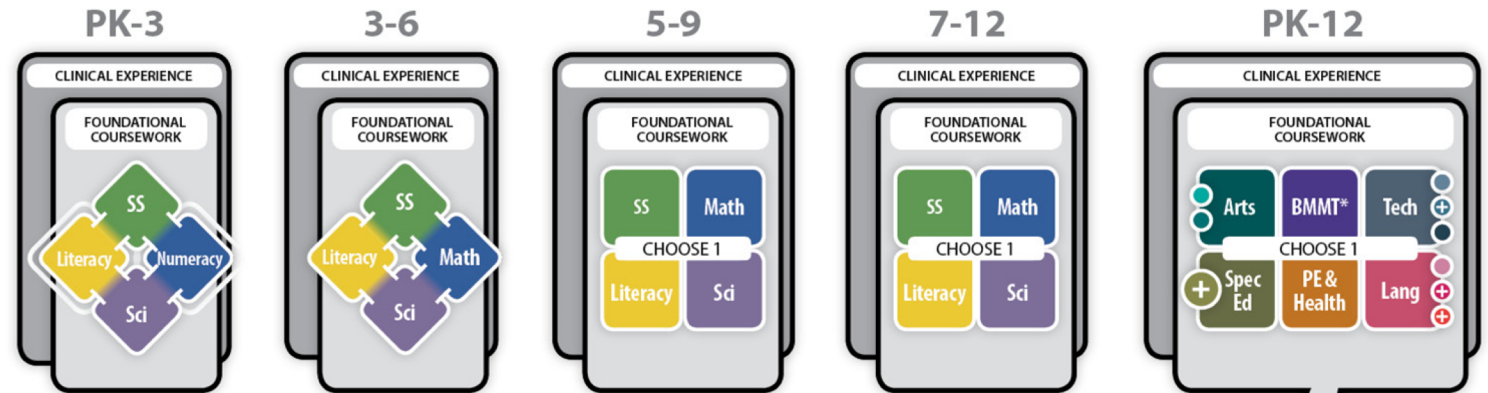 PK-3
CLINICAL EXPERIENCE
FOUNDATIONAL
COURSEWORK
SS
Literacy
Numeracy
Sci
3-6
CLINICAL EXPERIENCE
FOUNDATIONAL
COURSEWORK
SS
Literacy
Math
Sci
5-9
CLINICAL EXPERIENCE
FOUNDATIONAL
COURSEWORK
SS
Math
CHOOSE 1
Literacy
Sci
7-12
CLINICAL EXPERIENCE
FOUNDATIONAL
COURSEWORK
SS
Math
CHOOSE 1
Literacy
Sci
PK-12
CLINICAL EXPERIENCE
FOUNDATIONAL
COURSEWORK
Arts
BMMT*
Tech
+
CHOOSE 1
+
Spec
Ed
PE &
Health
Lang
+
+